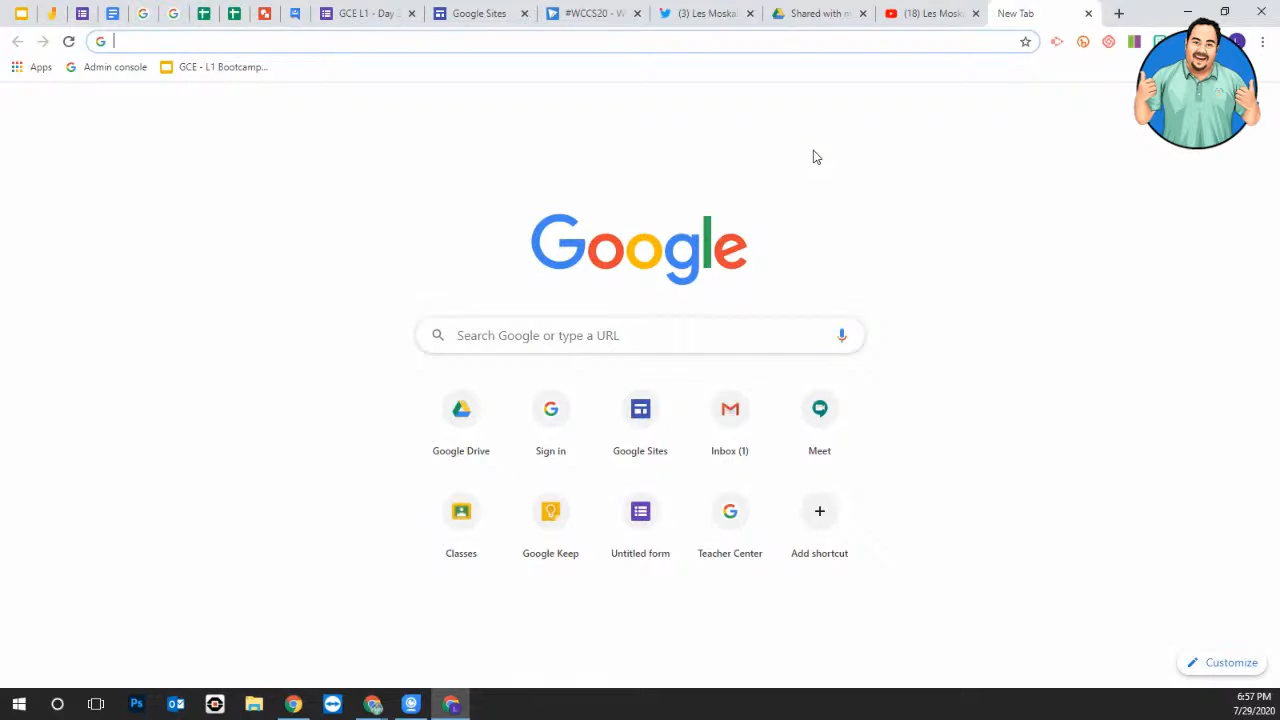 GCE L1 - Day
Google Sites
#WCCS20 - W
(3) Les Moska
Shared with
(18) Les Mosk
New Tab
Apps
Admin console
GCE - L1 Bootcamp...
Google
Search Google or type a URL
Google Drive
Sign in
Google Sites
Inbox (1)
Meet
Classes
Google Keep
Untitled form
Teacher Center
Add shortcut
Customize
6:57 PM
7/29/2020